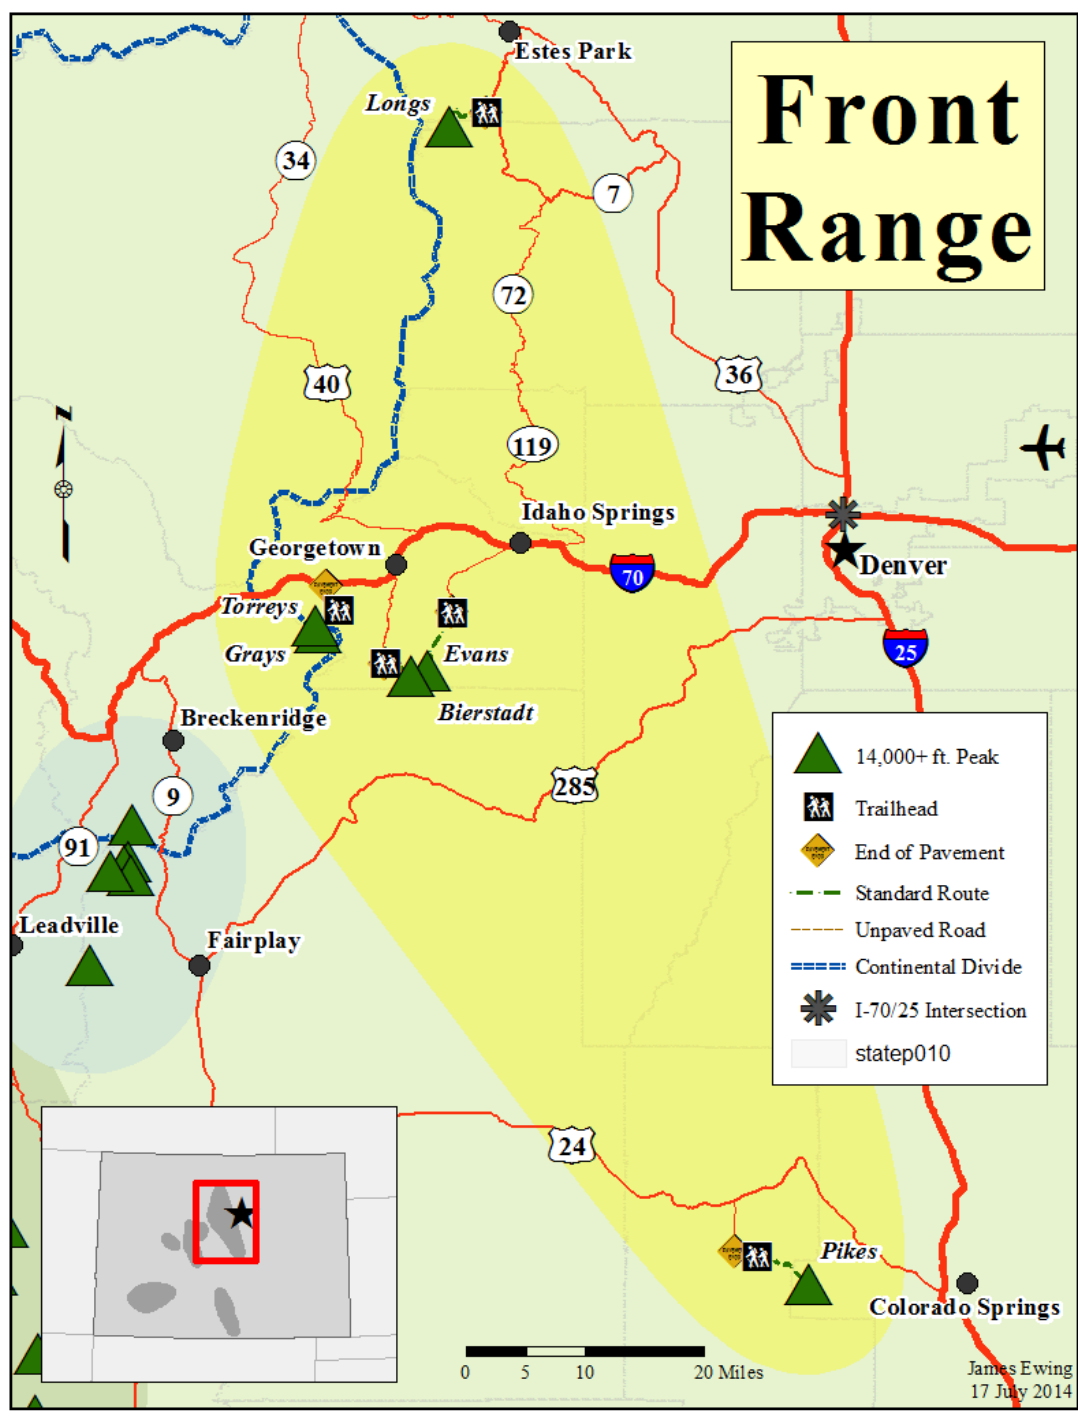 Front
Range
Estes Park
Longs
34
7
72
40
36
119
N
Idaho Springs
Georgetown
Denver
70
Torreys
Grays
Evans
25
Bierstadt
Breckenridge
285
9
91
Leadville
Fairplay
14,000+ ft. Peak
Trailhead
End of Pavement
Standard Route
Unpaved Road
Continental Divide
I-70/25 Intersection
statep010
24
Pikes
Colorado Springs
0 5 10 20 Miles
James Ewing
17 July 2014